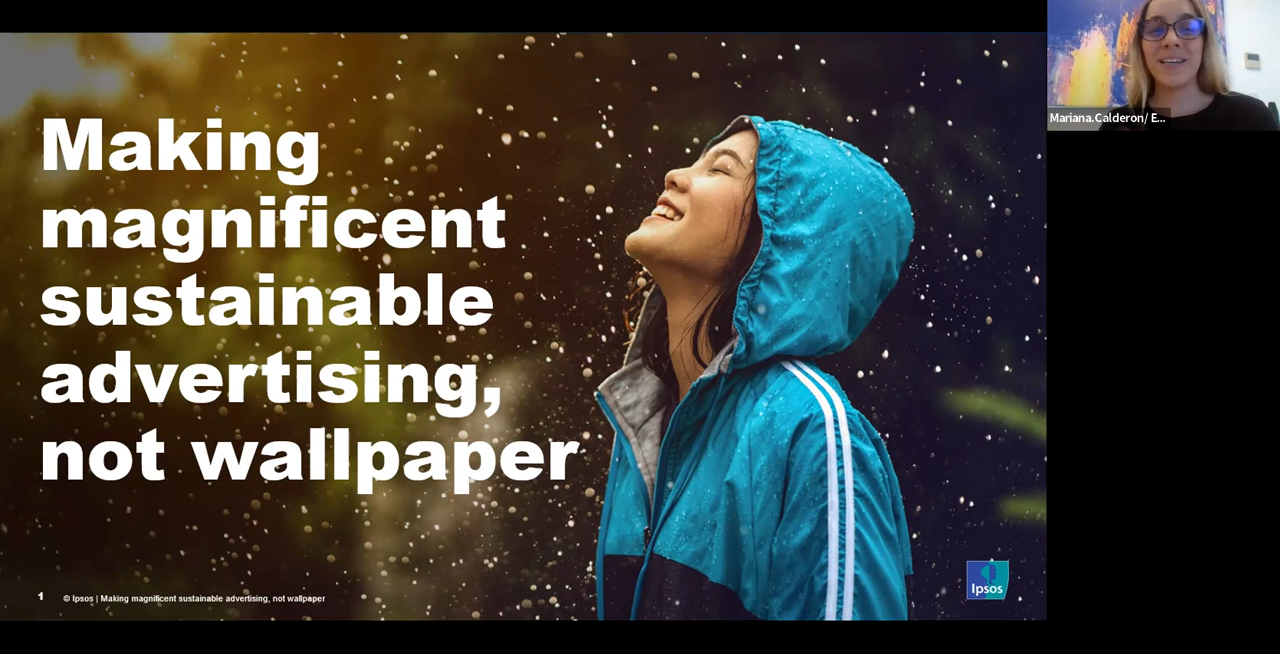 Making
magnificent
sustainable
advertising,
not wallpaper
Mariana.Calderon/ E...
1
© Ipsos | Making magnificent sustainable advertising, not wallpaper
Ipsos